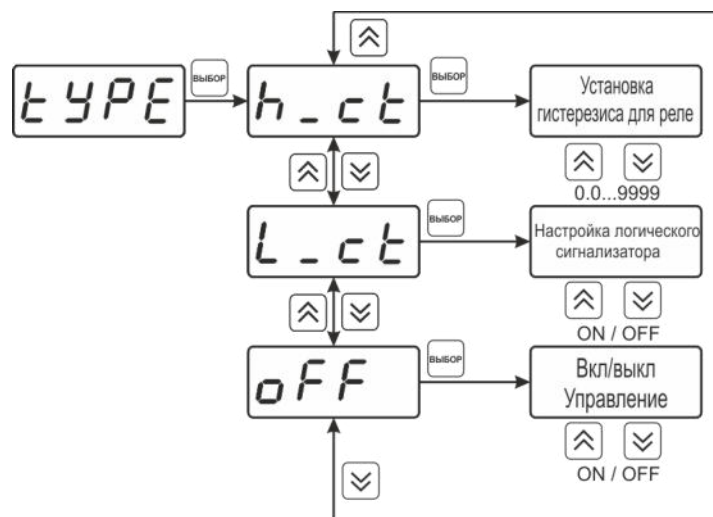 tYPE
ВЫБОР
h_ct
ВЫБОР
Установка
гистерезиса для реле
0.0...9999
L_ct
ВЫБОР
Настройка логического
сигнализатора
ON / OFF
oFF
ВЫБОР
Вкл/выкл
Управление
ON / OFF